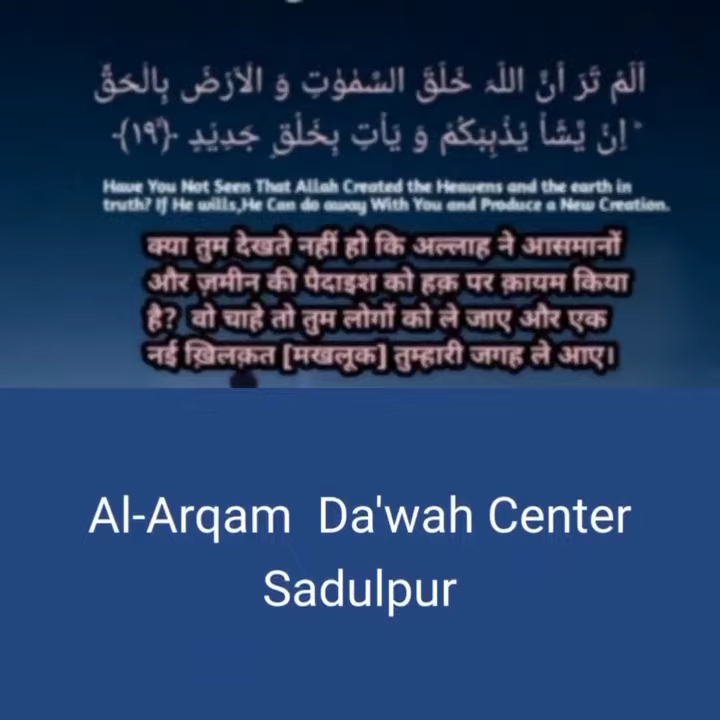 اَلَمْ تَرَ اَنَّ اللّٰہَ خَلَقَ السَّمٰوٰتِ وَ الْاَرْضَ بِالْحَقِّ
ؕ اِنْ یَّشَاْ یُذْہِبْکُمْ وَ یَاْتِ بِخَلْقٍ جَدِیْدٍ ﴿۱۹﴾ۙ
Have You Not Seen That Allah Created the Heavens and the earth in
truth? If He wills,He Can do away With You and Produce a New Creation.
क्या तुम देखते नहीं हो कि अल्लाह ने आसमानों
और ज़मीन की पैदाइश को हक़ पर क़ायम किया
है? वो चाहे तो तुम लोगों को ले जाए और एक
नई ख़िलक़त [मखलूक] तुम्हारी जगह ले आए।
Al-Arqam Da'wah Center
Sadulpur